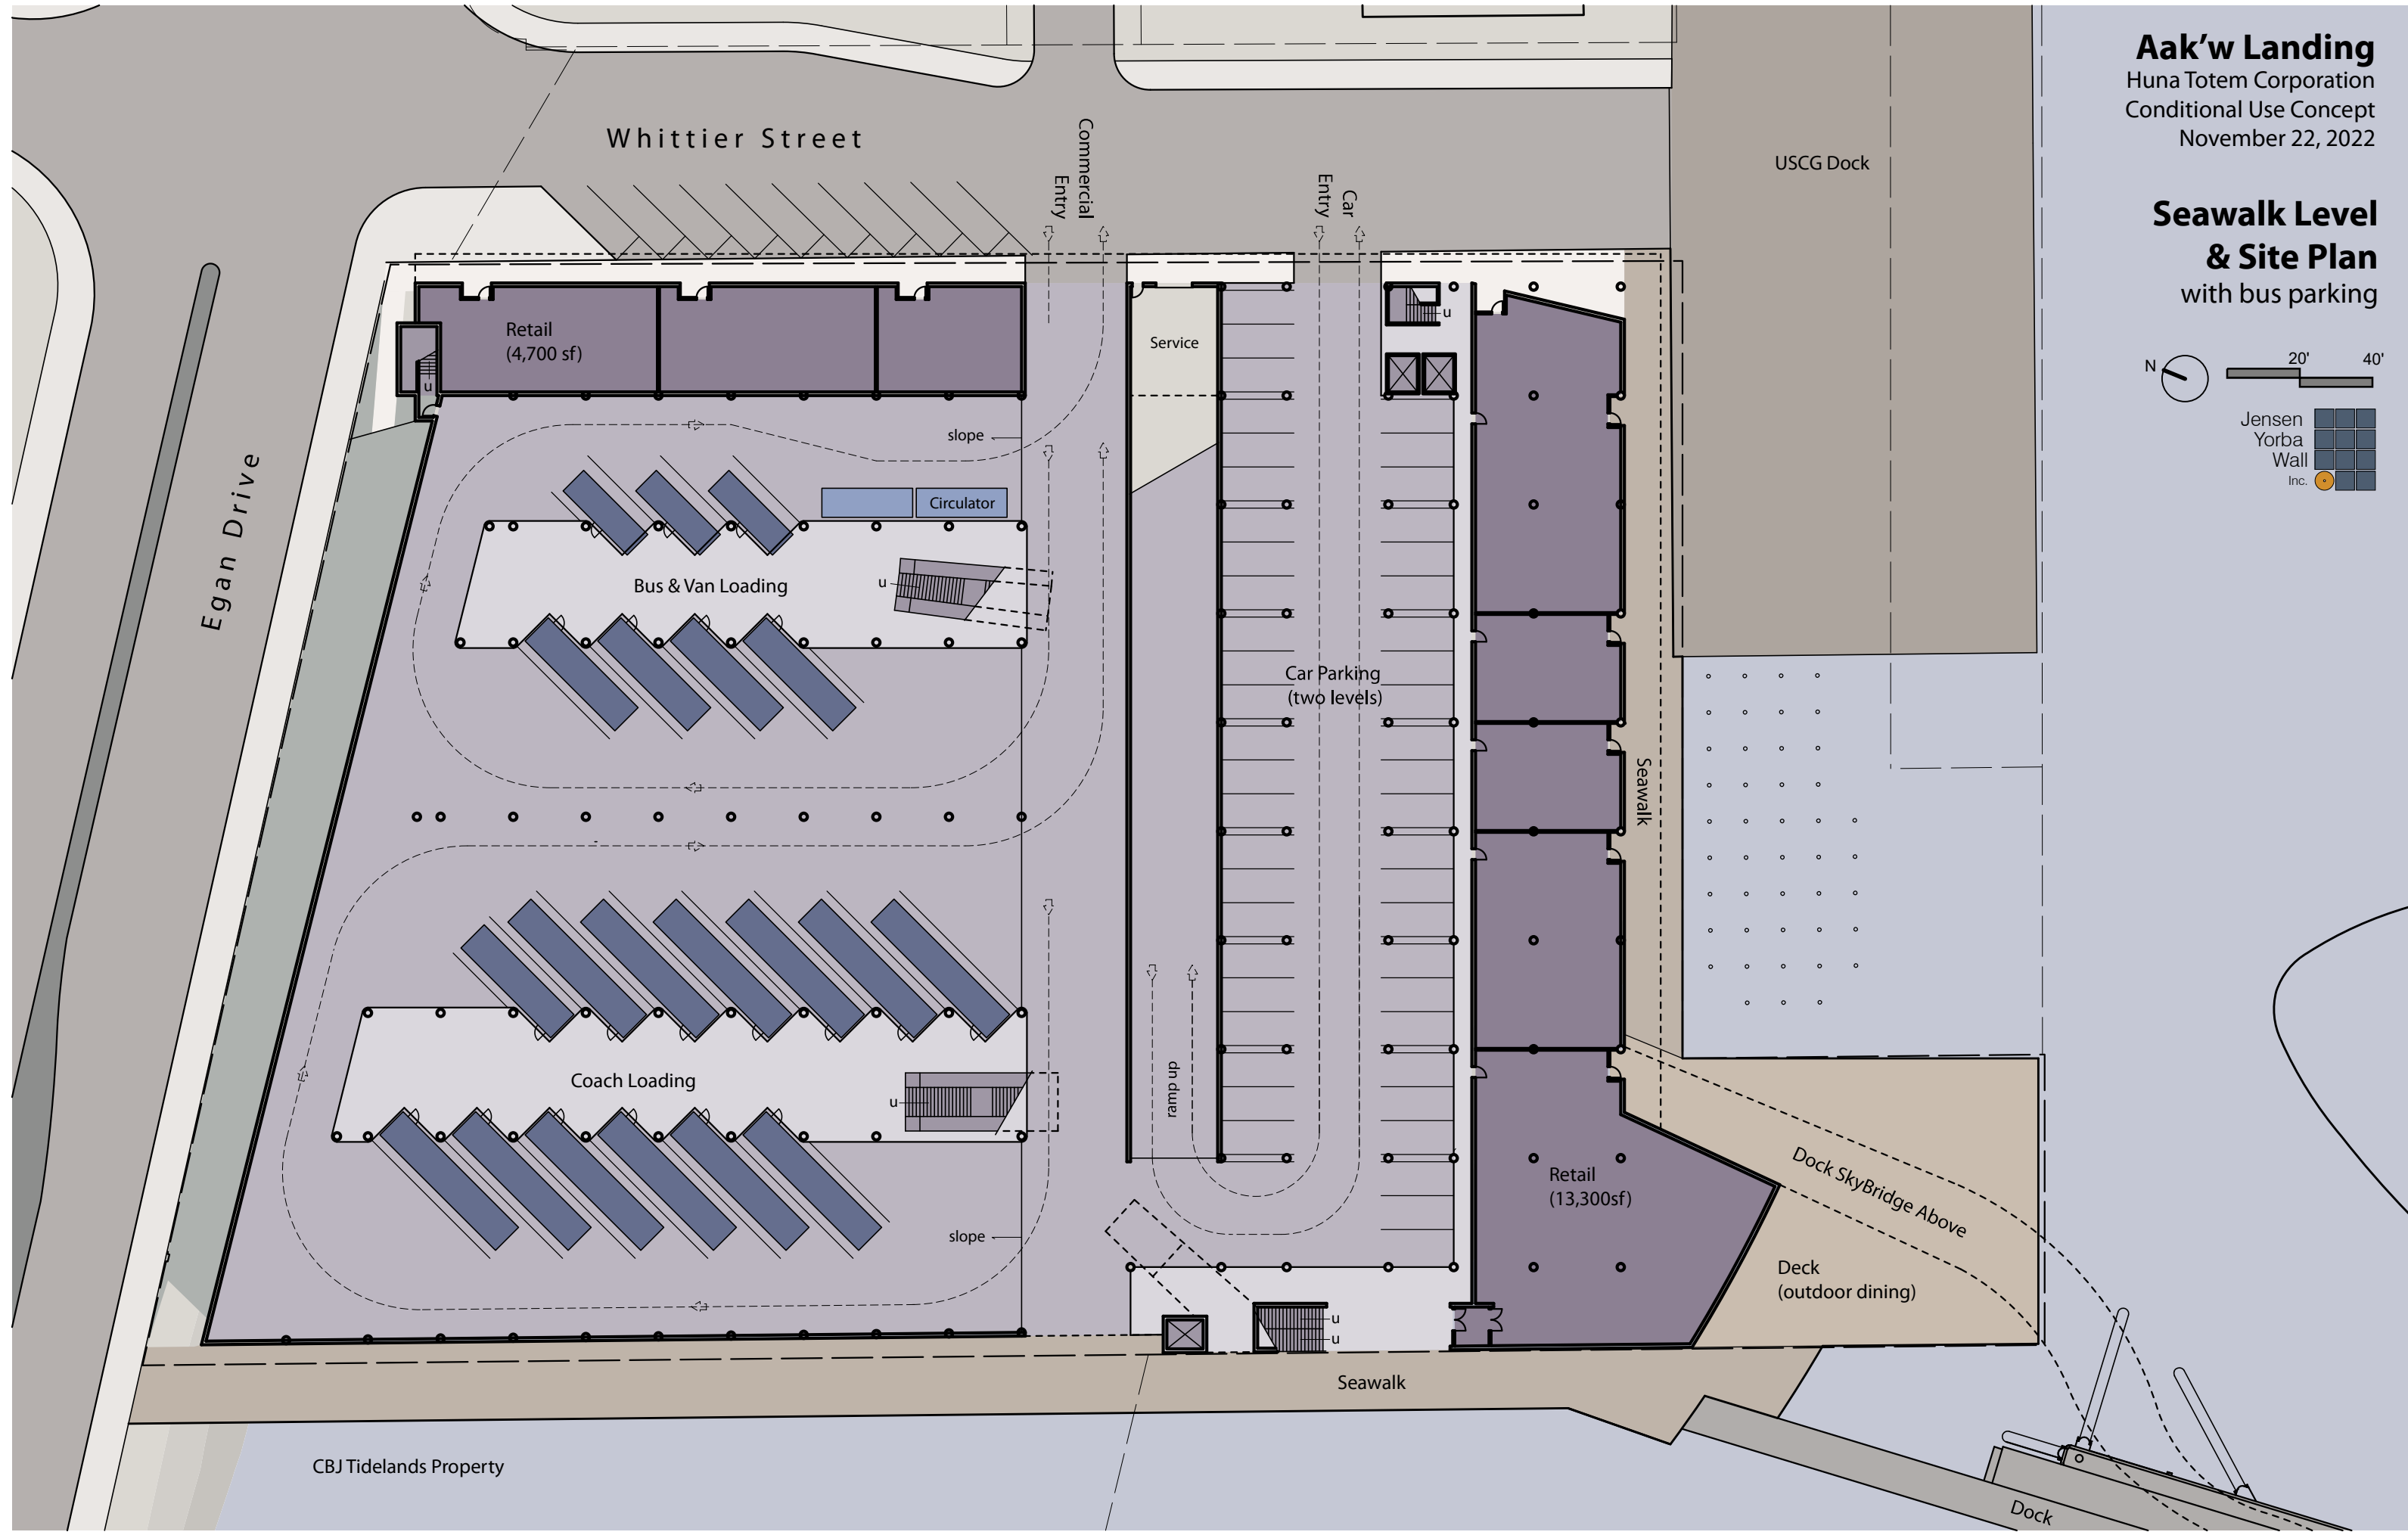 Aak'w Landing
Huna Totem Corporation
Conditional Use Concept
November 22, 2022
Seawalk Level
& Site Plan
with bus parking
N
20'
40'
Jensen
Yorba
Wall
Inc.
Whittier Street
Commercial
Entry
Car
Entry
USCG Dock
Egan Drive
Retail
(4,700 sf)
u
Service
u
slope
Circulator
Bus & Van Loading
u
Car Parking
(two levels)
Seawalk
Coach Loading
u
ramp up
slope
Retail
(13,300sf)
Dock SkyBridge Above
Deck
(outdoor dining)
u
u
Seawalk
CBJ Tidelands Property
Dock